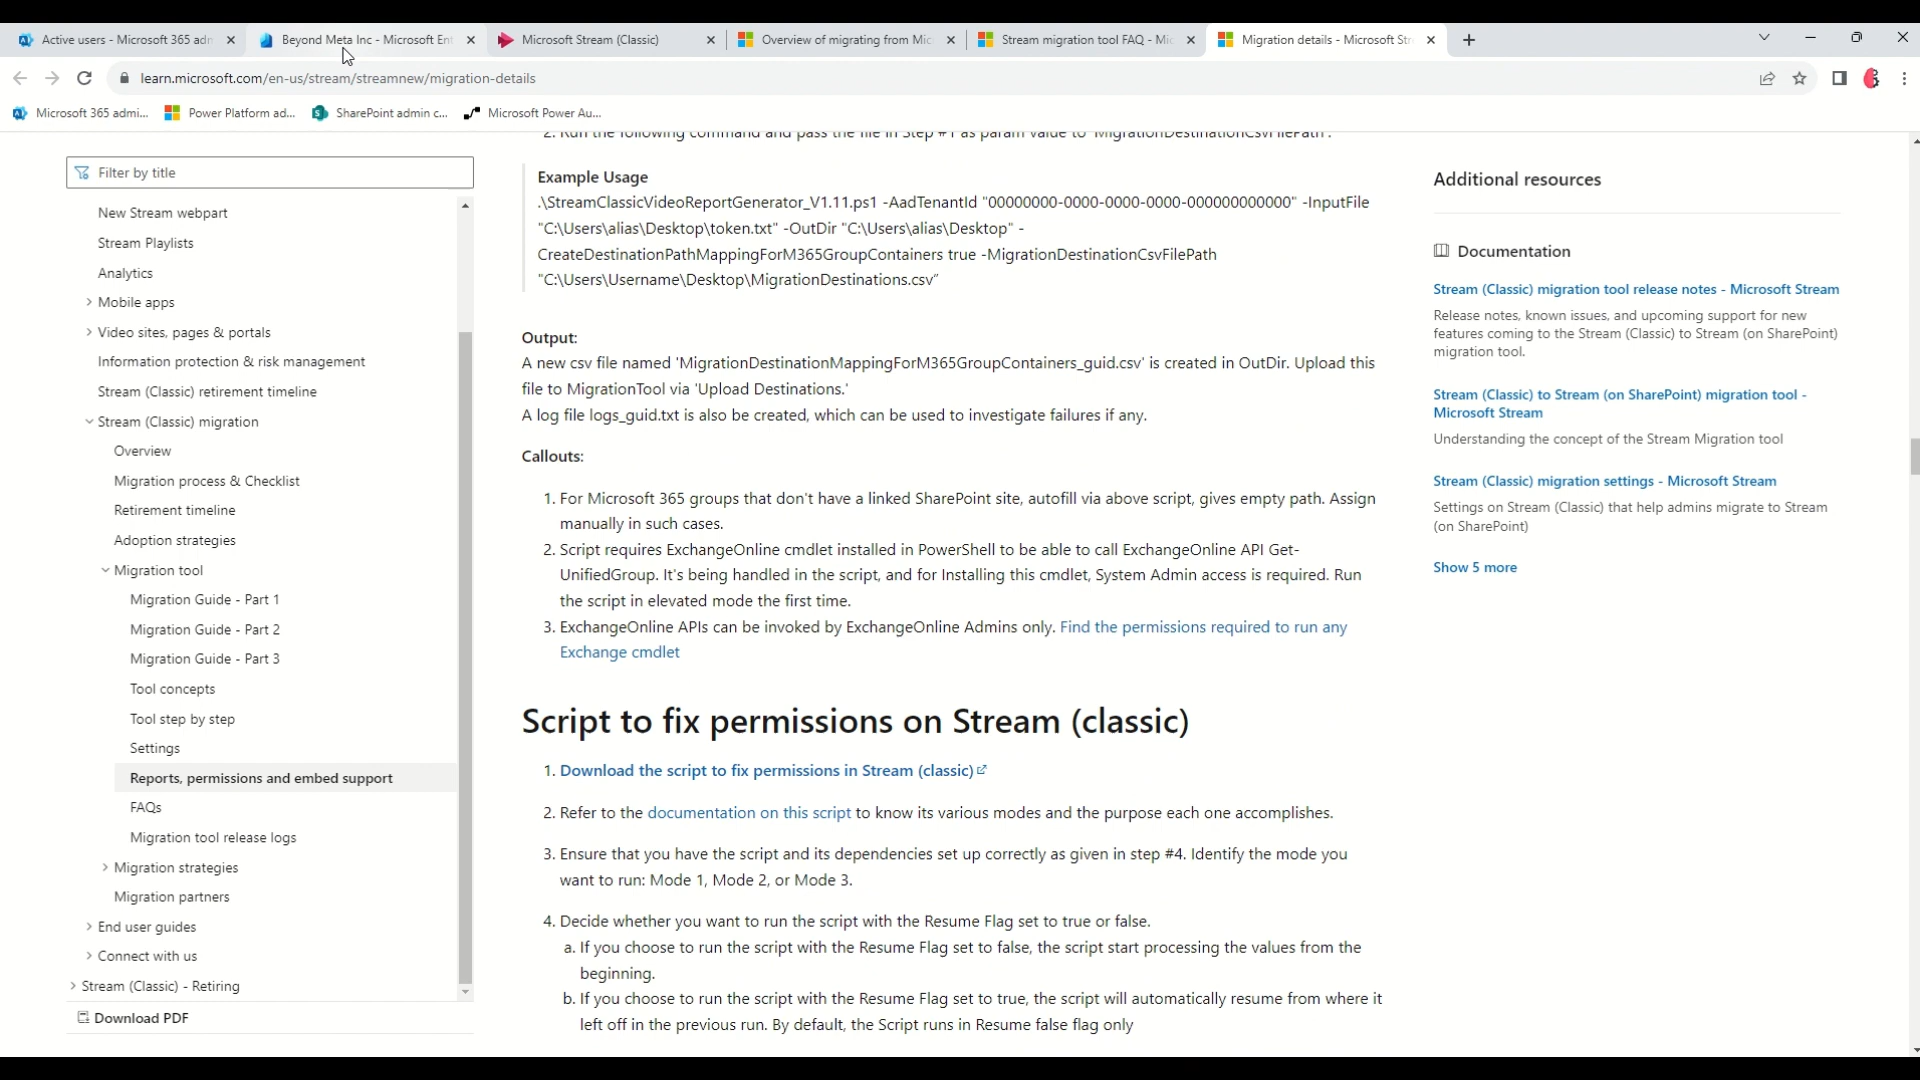 Active users - Microsoft 365 adm
Beyond Meta Inc - Microsoft Ent
Microsoft Stream (Classic)
Overview of migrating from Mic
Stream migration tool FAQ - Mic
Migration details - Microsoft Str
learn.microsoft.com/en-us/stream/streamnew/migration-details
Microsoft 365 admi...
Power Platform ad...
SharePoint admin c...
Microsoft Power Au...
Filter by title
New Stream webpart
Stream Playlists
Analytics
Mobile apps
Video sites, pages & portals
Information protection & risk management
Stream (Classic) retirement timeline
Stream (Classic) migration
Overview
Migration process & Checklist
Retirement timeline
Adoption strategies
Migration tool
Migration Guide - Part 1
Migration Guide - Part 2
Migration Guide - Part 3
Tool concepts
Tool step by step
Settings
Reports, permissions and embed support
FAQs
Migration tool release logs
Migration strategies
Migration partners
End user guides
Connect with us
Stream (Classic) - Retiring
Download PDF
2. Run the following command and pass the file in Step #1 as param value to 'MigrationDestinationCsvFilePath'.
Example Usage
.\StreamClassicVideoReportGenerator_V1.11.ps1 -AadTenantId "00000000-0000-0000-0000-000000000000" -InputFile
"C:\Users\alias\Desktop\token.txt" -OutDir "C:\Users\alias\Desktop" -
CreateDestinationPathMappingForM365GroupContainers true -MigrationDestinationCsvFilePath
"C:\Users\Username\Desktop\MigrationDestinations.csv"
Output:
A new csv file named 'MigrationDestinationMappingForM365GroupContainers_guid.csv' is created in OutDir. Upload this
file to MigrationTool via 'Upload Destinations.'
A log file logs_guid.txt is also be created, which can be used to investigate failures if any.
Callouts:
1. For Microsoft 365 groups that don't have a linked SharePoint site, autofill via above script, gives empty path. Assign
manually in such cases.
2. Script requires ExchangeOnline cmdlet installed in PowerShell to be able to call ExchangeOnline API Get-
UnifiedGroup. It's being handled in the script, and for Installing this cmdlet, System Admin access is required. Run
the script in elevated mode the first time.
3. ExchangeOnline APIs can be invoked by ExchangeOnline Admins only. Find the permissions required to run any
Exchange cmdlet
Script to fix permissions on Stream (classic)
1. Download the script to fix permissions in Stream (classic)
2. Refer to the documentation on this script to know its various modes and the purpose each one accomplishes.
3. Ensure that you have the script and its dependencies set up correctly as given in step #4. Identify the mode you
want to run: Mode 1, Mode 2, or Mode 3.
4. Decide whether you want to run the script with the Resume Flag set to true or false.
a. If you choose to run the script with the Resume Flag set to false, the script start processing the values from the
beginning.
b. If you choose to run the script with the Resume Flag set to true, the script will automatically resume from where it
left off in the previous run. By default, the Script runs in Resume false flag only
Additional resources
Documentation
Stream (Classic) migration tool release notes - Microsoft Stream
Release notes, known issues, and upcoming support for new
features coming to the Stream (Classic) to Stream (on SharePoint)
migration tool.
Stream (Classic) to Stream (on SharePoint) migration tool -
Microsoft Stream
Understanding the concept of the Stream Migration tool
Stream (Classic) migration settings - Microsoft Stream
Settings on Stream (Classic) that help admins migrate to Stream
(on SharePoint)
Show 5 more